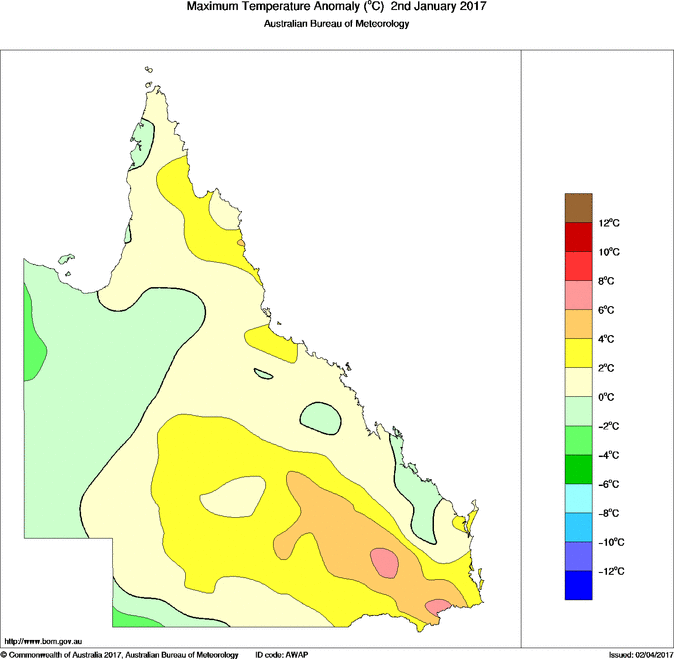 Maximum Temperature Anomaly (°C) 2nd January 2017
Australian Bureau of Meteorology
12°C
10°C
8°C
6°C
4°C
2°C
0°C
−2°C
−4°C
−6°C
−8°C
−10°C
−12°C
http://www.bom.gov.au
© Commonwealth of Australia 2017, Australian Bureau of Meteorology ID code: AWAP Issued: 02/04/2017